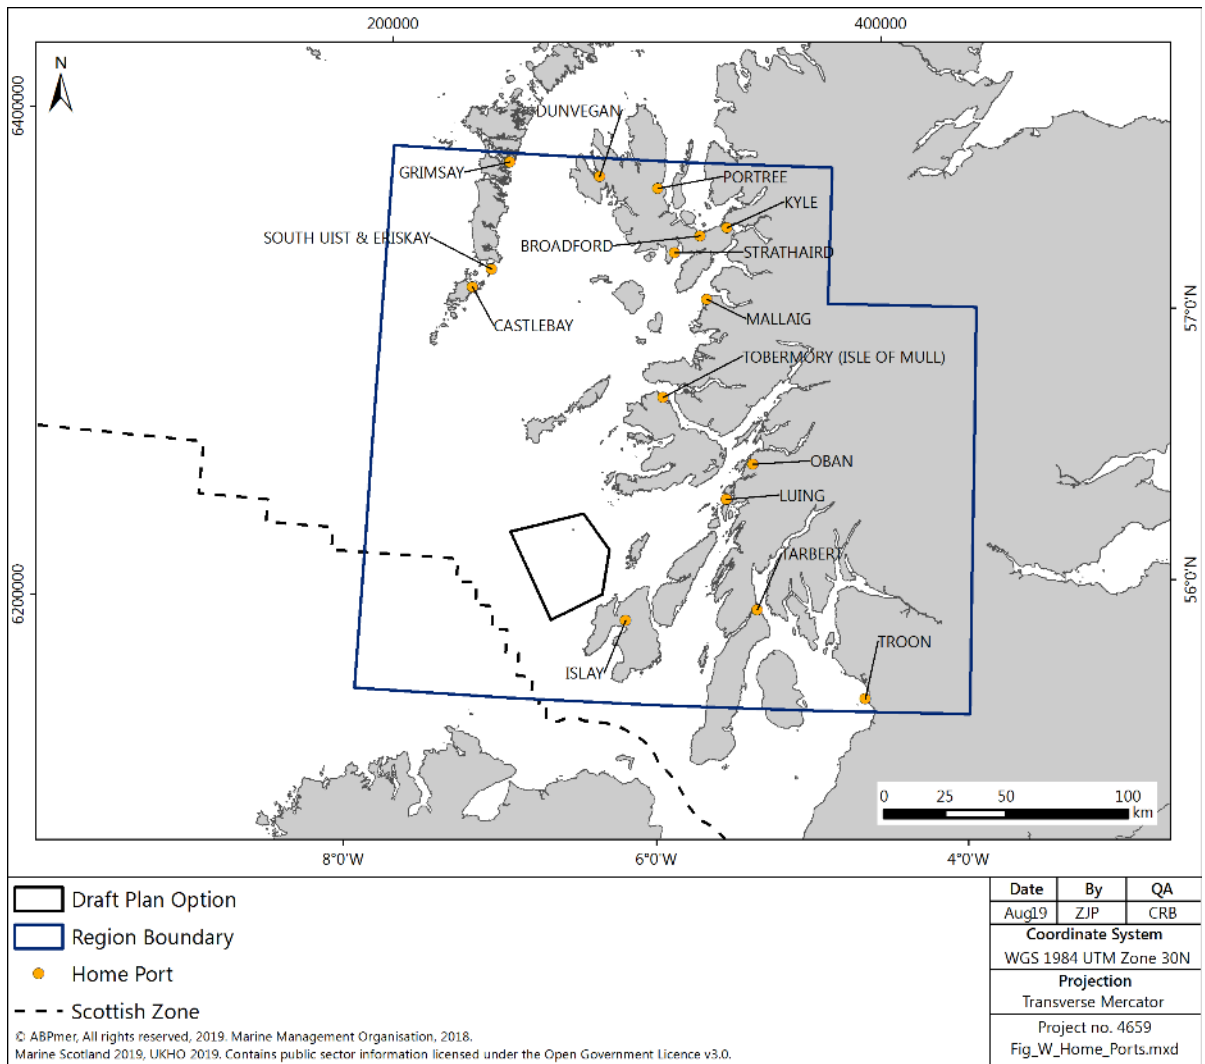 200000
400000
N
6400000
6200000
DUNVEGAN
GRIMSAY
PORTREE
KYLE
SOUTH UIST & ERISKAY
BROADFORD
STRATHAIRD
CASTLEBAY
MALLAIG
TOBERMORY (ISLE OF MULL)
OBAN
LUING
TARBERT
ISLAY
TROON
57°0'N
56°0'N
0 25 50 100
km
8°0'W
6°0'W
4°0'W
Draft Plan Option
Region Boundary
Home Port
Scottish Zone
© ABPmer, All rights reserved, 2019. Marine Management Organisation, 2018.
Marine Scotland 2019, UKHO 2019. Contains public sector information licensed under the Open Government Licence v3.0.
Date By QA
Aug19 ZJP CRB
Coordinate System
WGS 1984 UTM Zone 30N
Projection
Transverse Mercator
Project no. 4659
Fig_W_Home_Ports.mxd